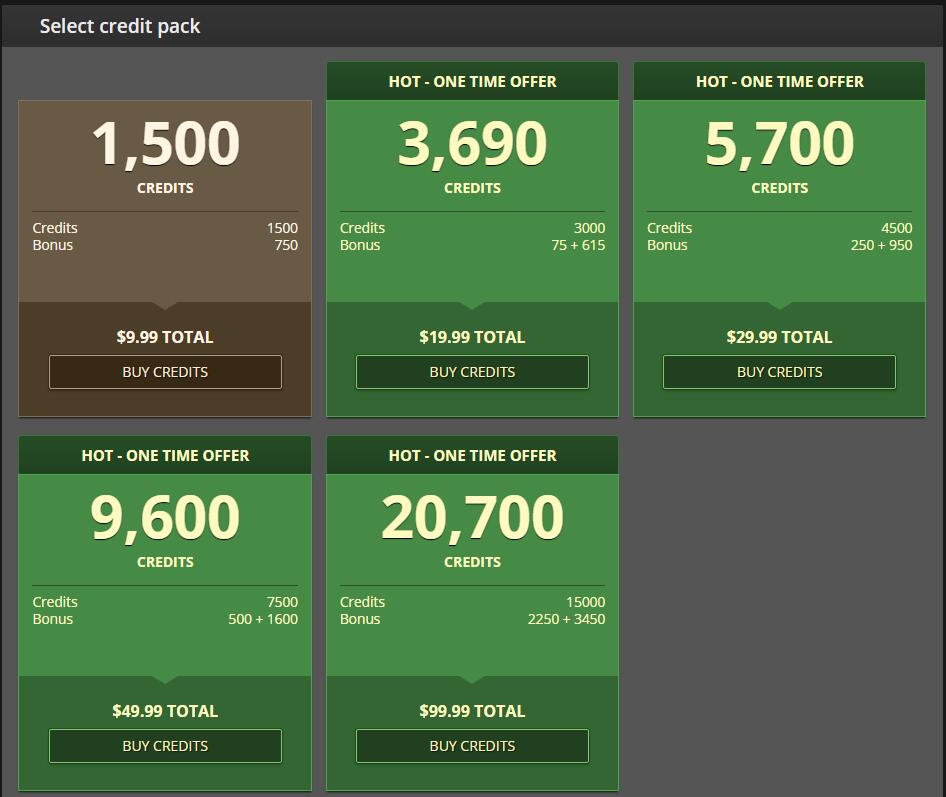 Select credit pack
1,500
CREDITS
Credits 1500
Bonus 750
$9.99 TOTAL
BUY CREDITS
HOT - ONE TIME OFFER
3,690
CREDITS
Credits 3000
Bonus 75 + 615
$19.99 TOTAL
BUY CREDITS
HOT - ONE TIME OFFER
5,700
CREDITS
Credits 4500
Bonus 250 + 950
$29.99 TOTAL
BUY CREDITS
HOT - ONE TIME OFFER
9,600
CREDITS
Credits 7500
Bonus 500 + 1600
$49.99 TOTAL
BUY CREDITS
HOT - ONE TIME OFFER
20,700
CREDITS
Credits 15000
Bonus 2250 + 3450
$99.99 TOTAL
BUY CREDITS